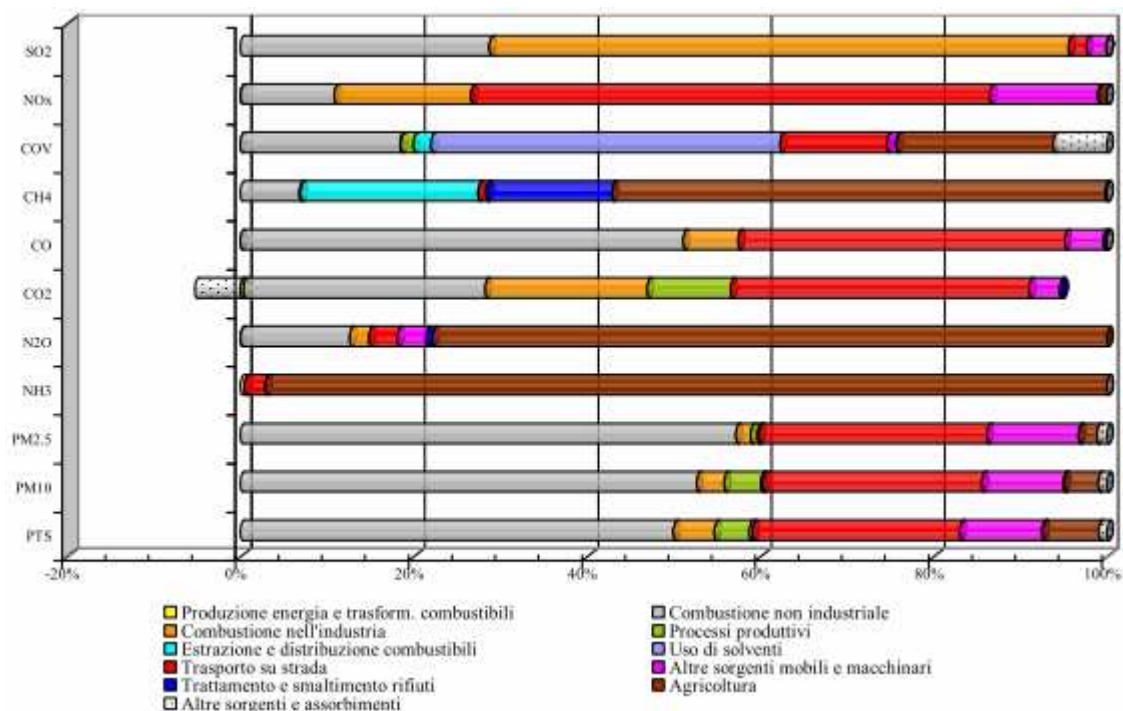 SO2
NOx
COV
CH4
CO
CO2
N2O
NH3
PM2.5
PM10
PTS
-20% 0% 20% 40% 60% 80% 100%
Produzione energia e trasform. combustibili
Combustione non industriale
Combustione nell'industria
Processi produttivi
Estrazione e distribuzione combustibili
Uso di solventi
Trasporto su strada
Altre sorgenti mobili e macchinari
Trattamento e smaltimento rifiuti
Agricoltura
Altre sorgenti e assorbimenti